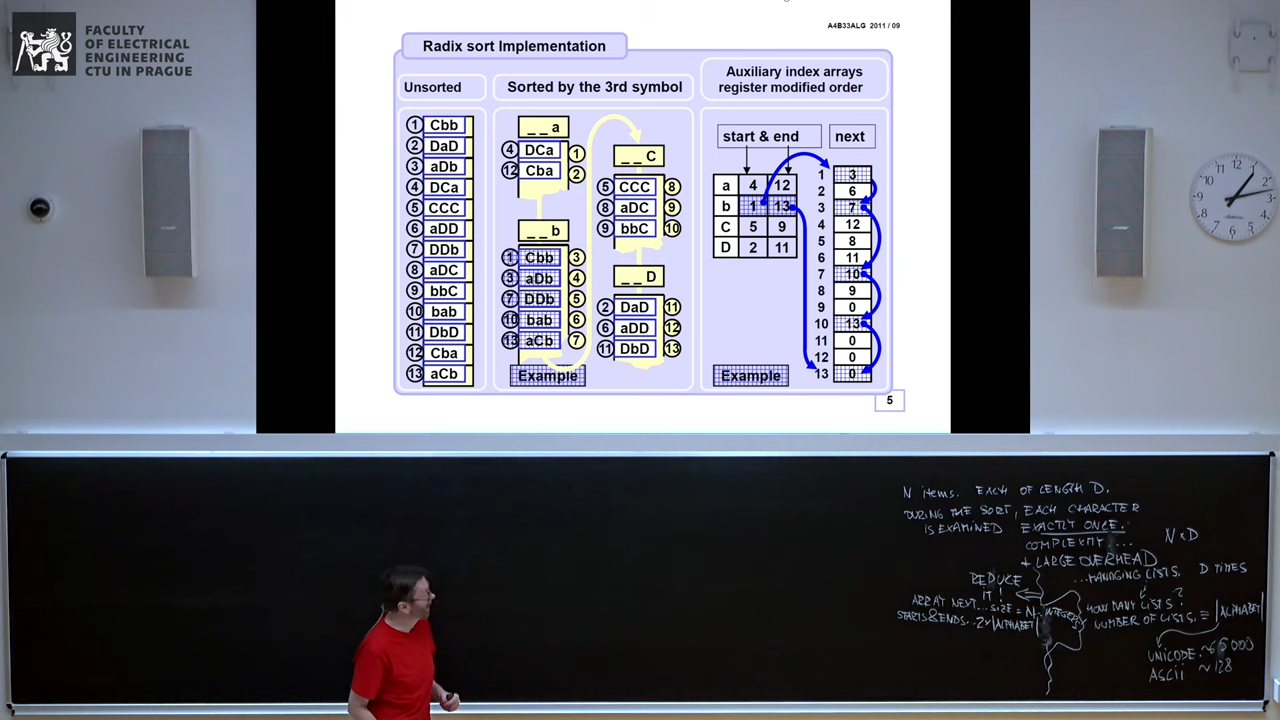 FACULTY
OF ELECTRICAL
ENGINEERING
CTU IN PRAGUE
A4B33ALG 2011 / 09
Radix sort Implementation
Unsorted
Sorted by the 3rd symbol
Auxiliary index arrays
register modified order
1 Cbb
2 DaD
3 aDb
4 DCa
5 CCC
6 aDD
7 DDb
8 aDC
9 bbC
10 bab
11 DbD
12 Cba
13 aCb
_ _ a
4 DCa 1
12 Cba 2
_ _ b
1 Cbb 3
3 aDb 4
7 DDb 5
10 bab 6
13 aCb 7
Example
_ _ C
5 CCC 8
8 aDC 9
9 bbC 10
_ _ D
2 DaD 11
6 aDD 12
11 DbD 13
start & end
a 4 12
b 1 13
C 5 9
D 2 11
Example
next
1 3
2 6
3 7
4 12
5 8
6 11
7 10
8 9
9 0
10 13
11 0
12 0
13 0
5
N items. EACH OF LENGTH D.
DURING THE SORT, EACH CHARACTER
IS EXAMINED EXACTLY ONCE.
COMPLEXITY.... N×D
+ LARGE OVERHEAD
...MANAGING LISTS. D TIMES
REDUCE
IT!
ARRAY NEXT...SIZE = N INTEGERS
STARTS&ENDS...2×|ALPHABET|
HOW MANY LISTS?
NUMBER OF LISTS. ≡ |ALPHABET|
UNICODE. ~65000
ASCII ~128